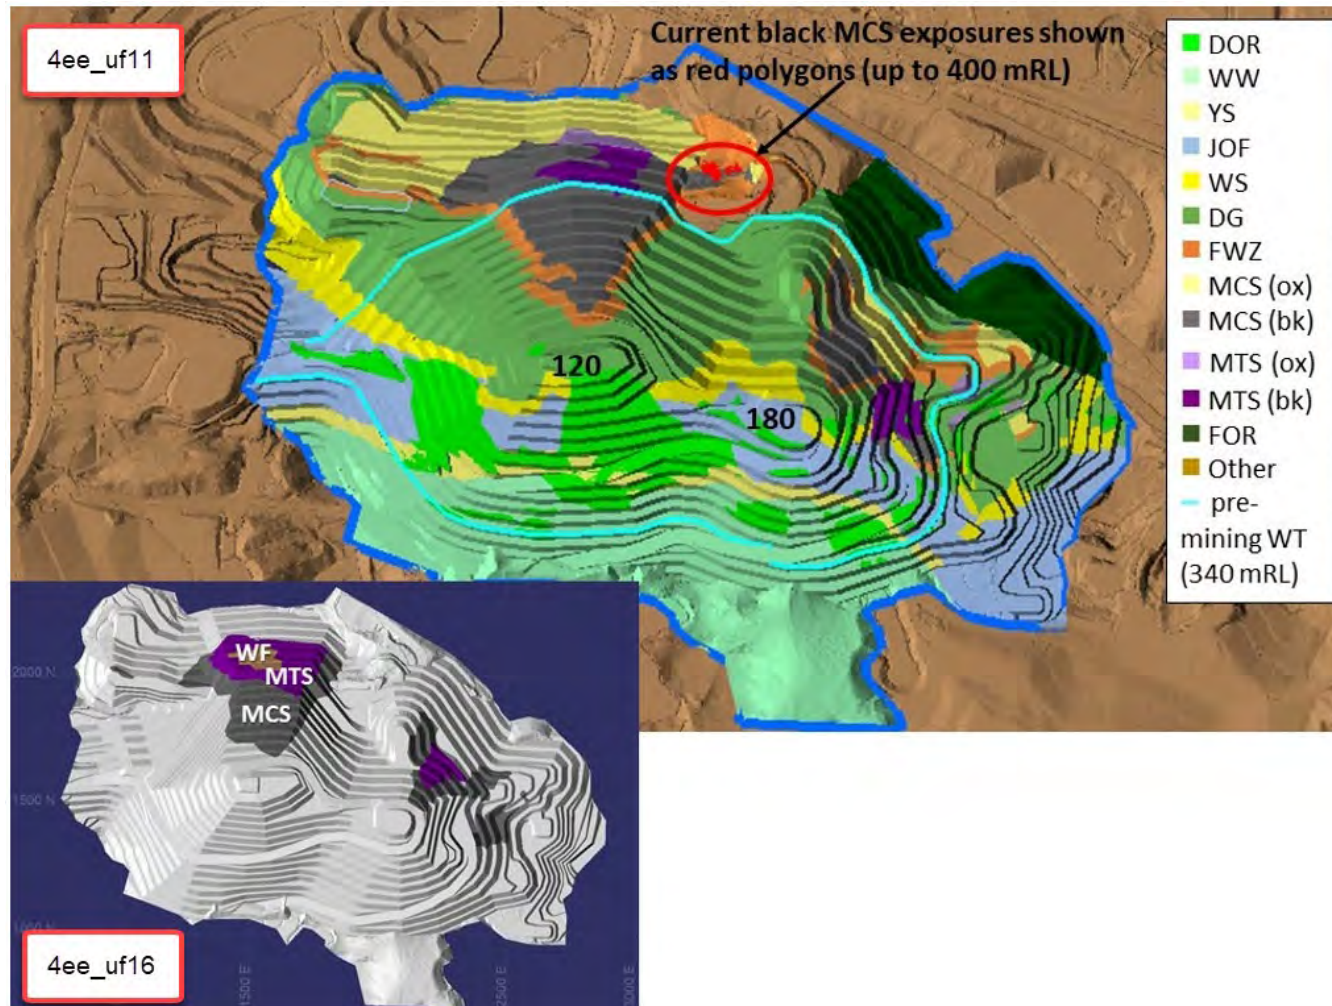 4ee_uf11
Current black MCS exposures shown
as red polygons (up to 400 mRL)
DOR
WW
YS
JOF
WS
DG
FWZ
MCS (ox)
MCS (bk)
MTS (ox)
MTS (bk)
FOR
Other
pre-
mining WT
(340 mRL)
120
180
WF
MTS
MCS
2000 N
1500 N
1500 E
2500 E
4ee_uf16